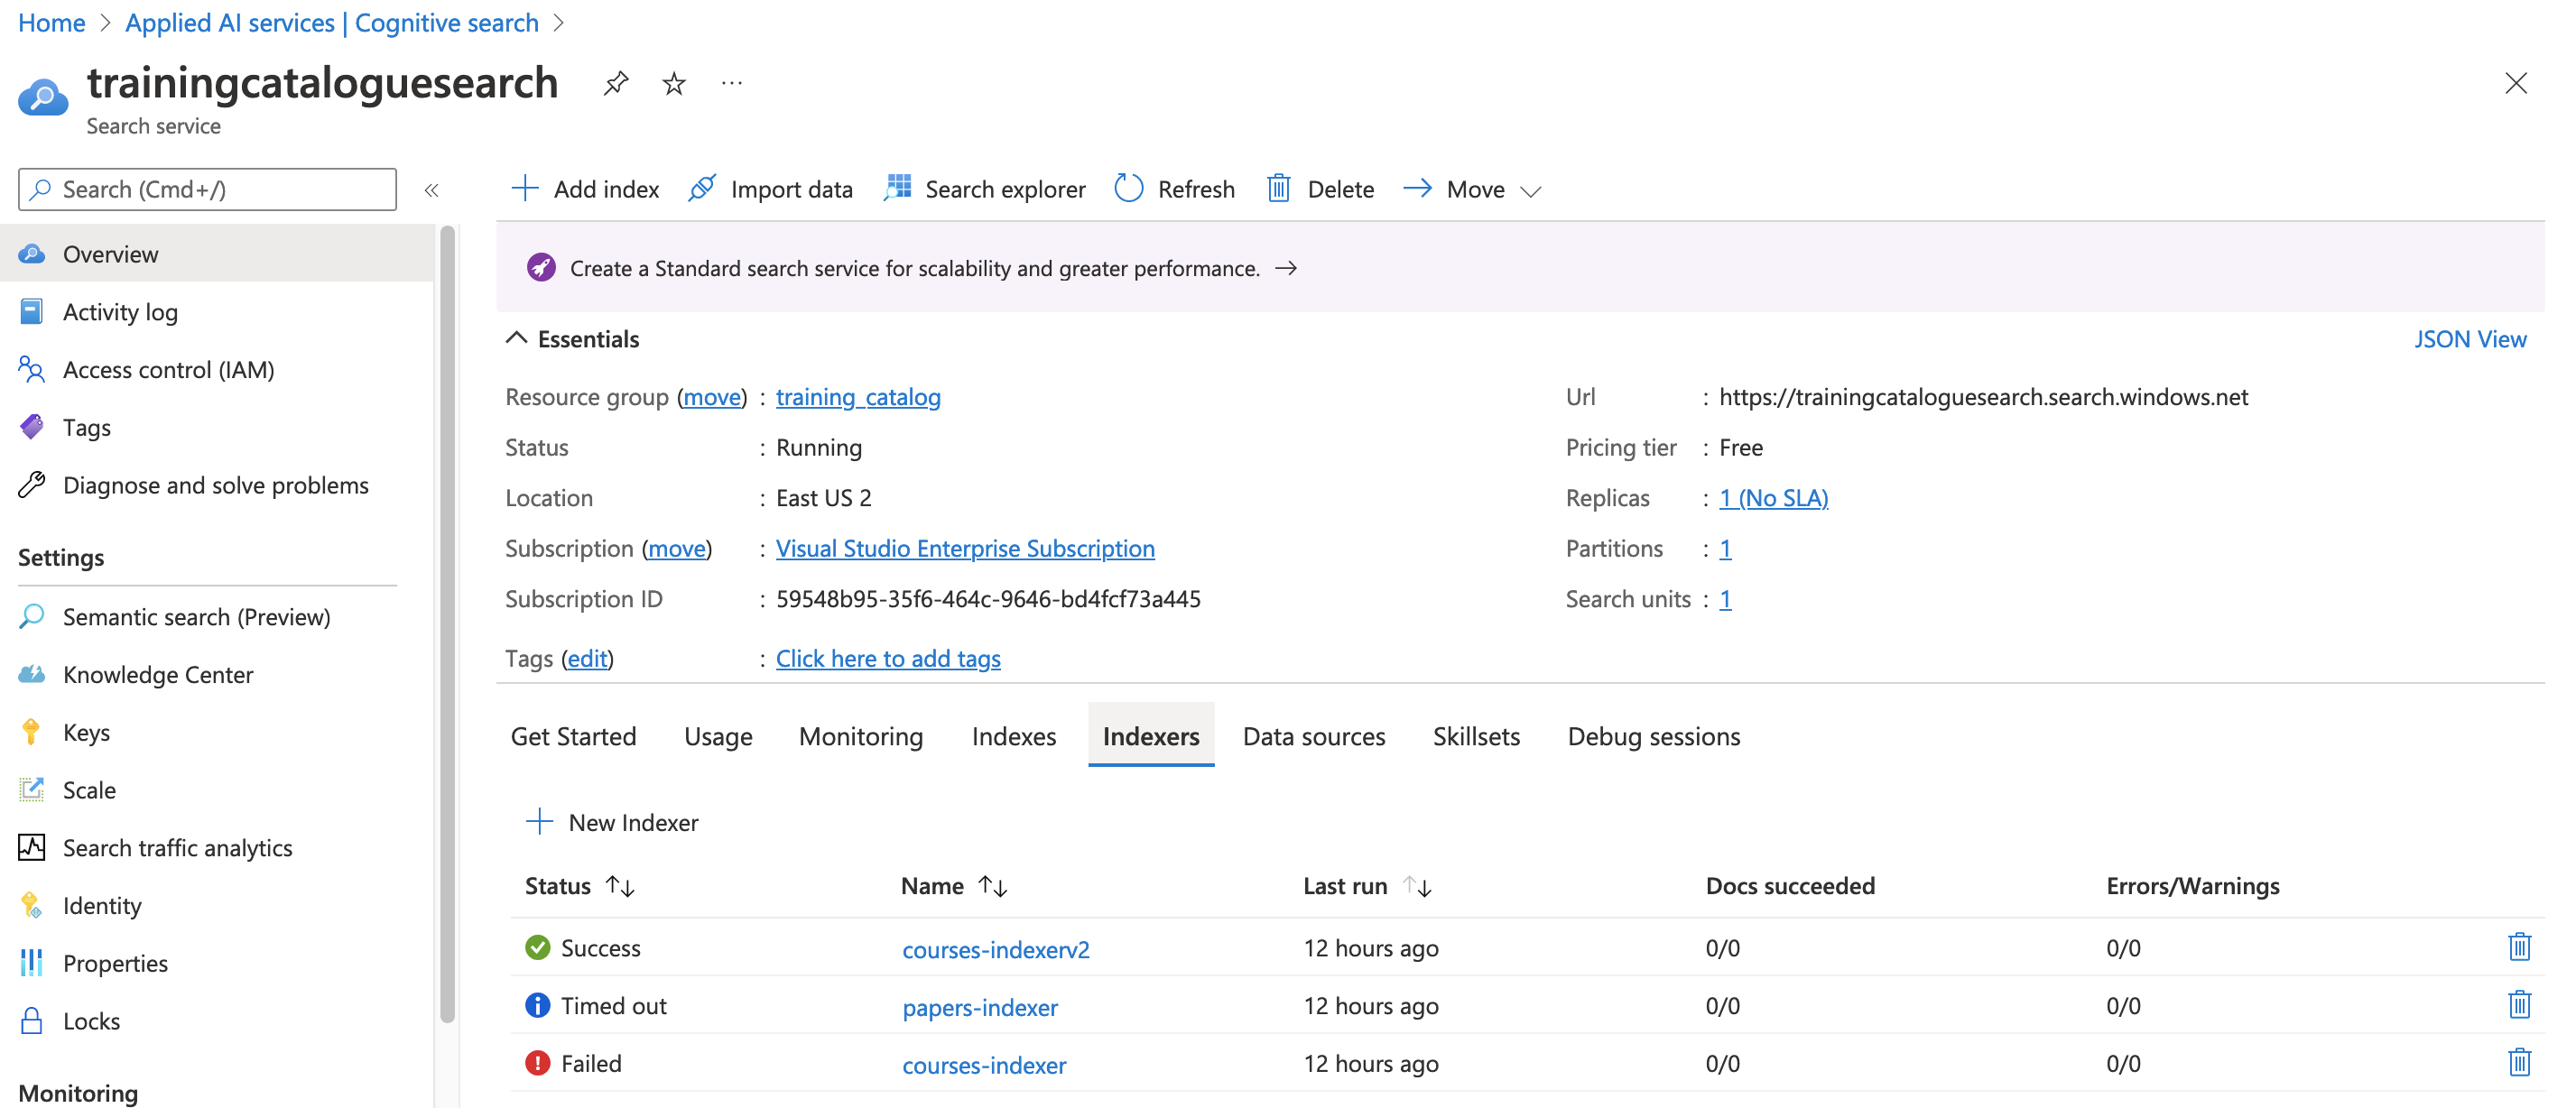 Home > Applied AI services | Cognitive search >
trainingcataloguesearch
Search service
Search (Cmd+/)
Overview
Activity log
Access control (IAM)
Tags
Diagnose and solve problems
Settings
Semantic search (Preview)
Knowledge Center
Keys
Scale
Search traffic analytics
Identity
Properties
Locks
Monitoring
Add index Import data Search explorer Refresh Delete Move
Create a Standard search service for scalability and greater performance. →
Essentials JSON View
Resource group (move) : training_catalog
Status : Running
Location : East US 2
Subscription (move) : Visual Studio Enterprise Subscription
Subscription ID : 59548b95-35f6-464c-9646-bd4fcf73a445
Tags (edit) : Click here to add tags
Url : https://trainingcataloguesearch.search.windows.net
Pricing tier : Free
Replicas : 1 (No SLA)
Partitions : 1
Search units : 1
Get Started Usage Monitoring Indexes Indexers Data sources Skillsets Debug sessions
New Indexer
Status Name Last run Docs succeeded Errors/Warnings
Success courses-indexerv2 12 hours ago 0/0 0/0
Timed out papers-indexer 12 hours ago 0/0 0/0
Failed courses-indexer 12 hours ago 0/0 0/0